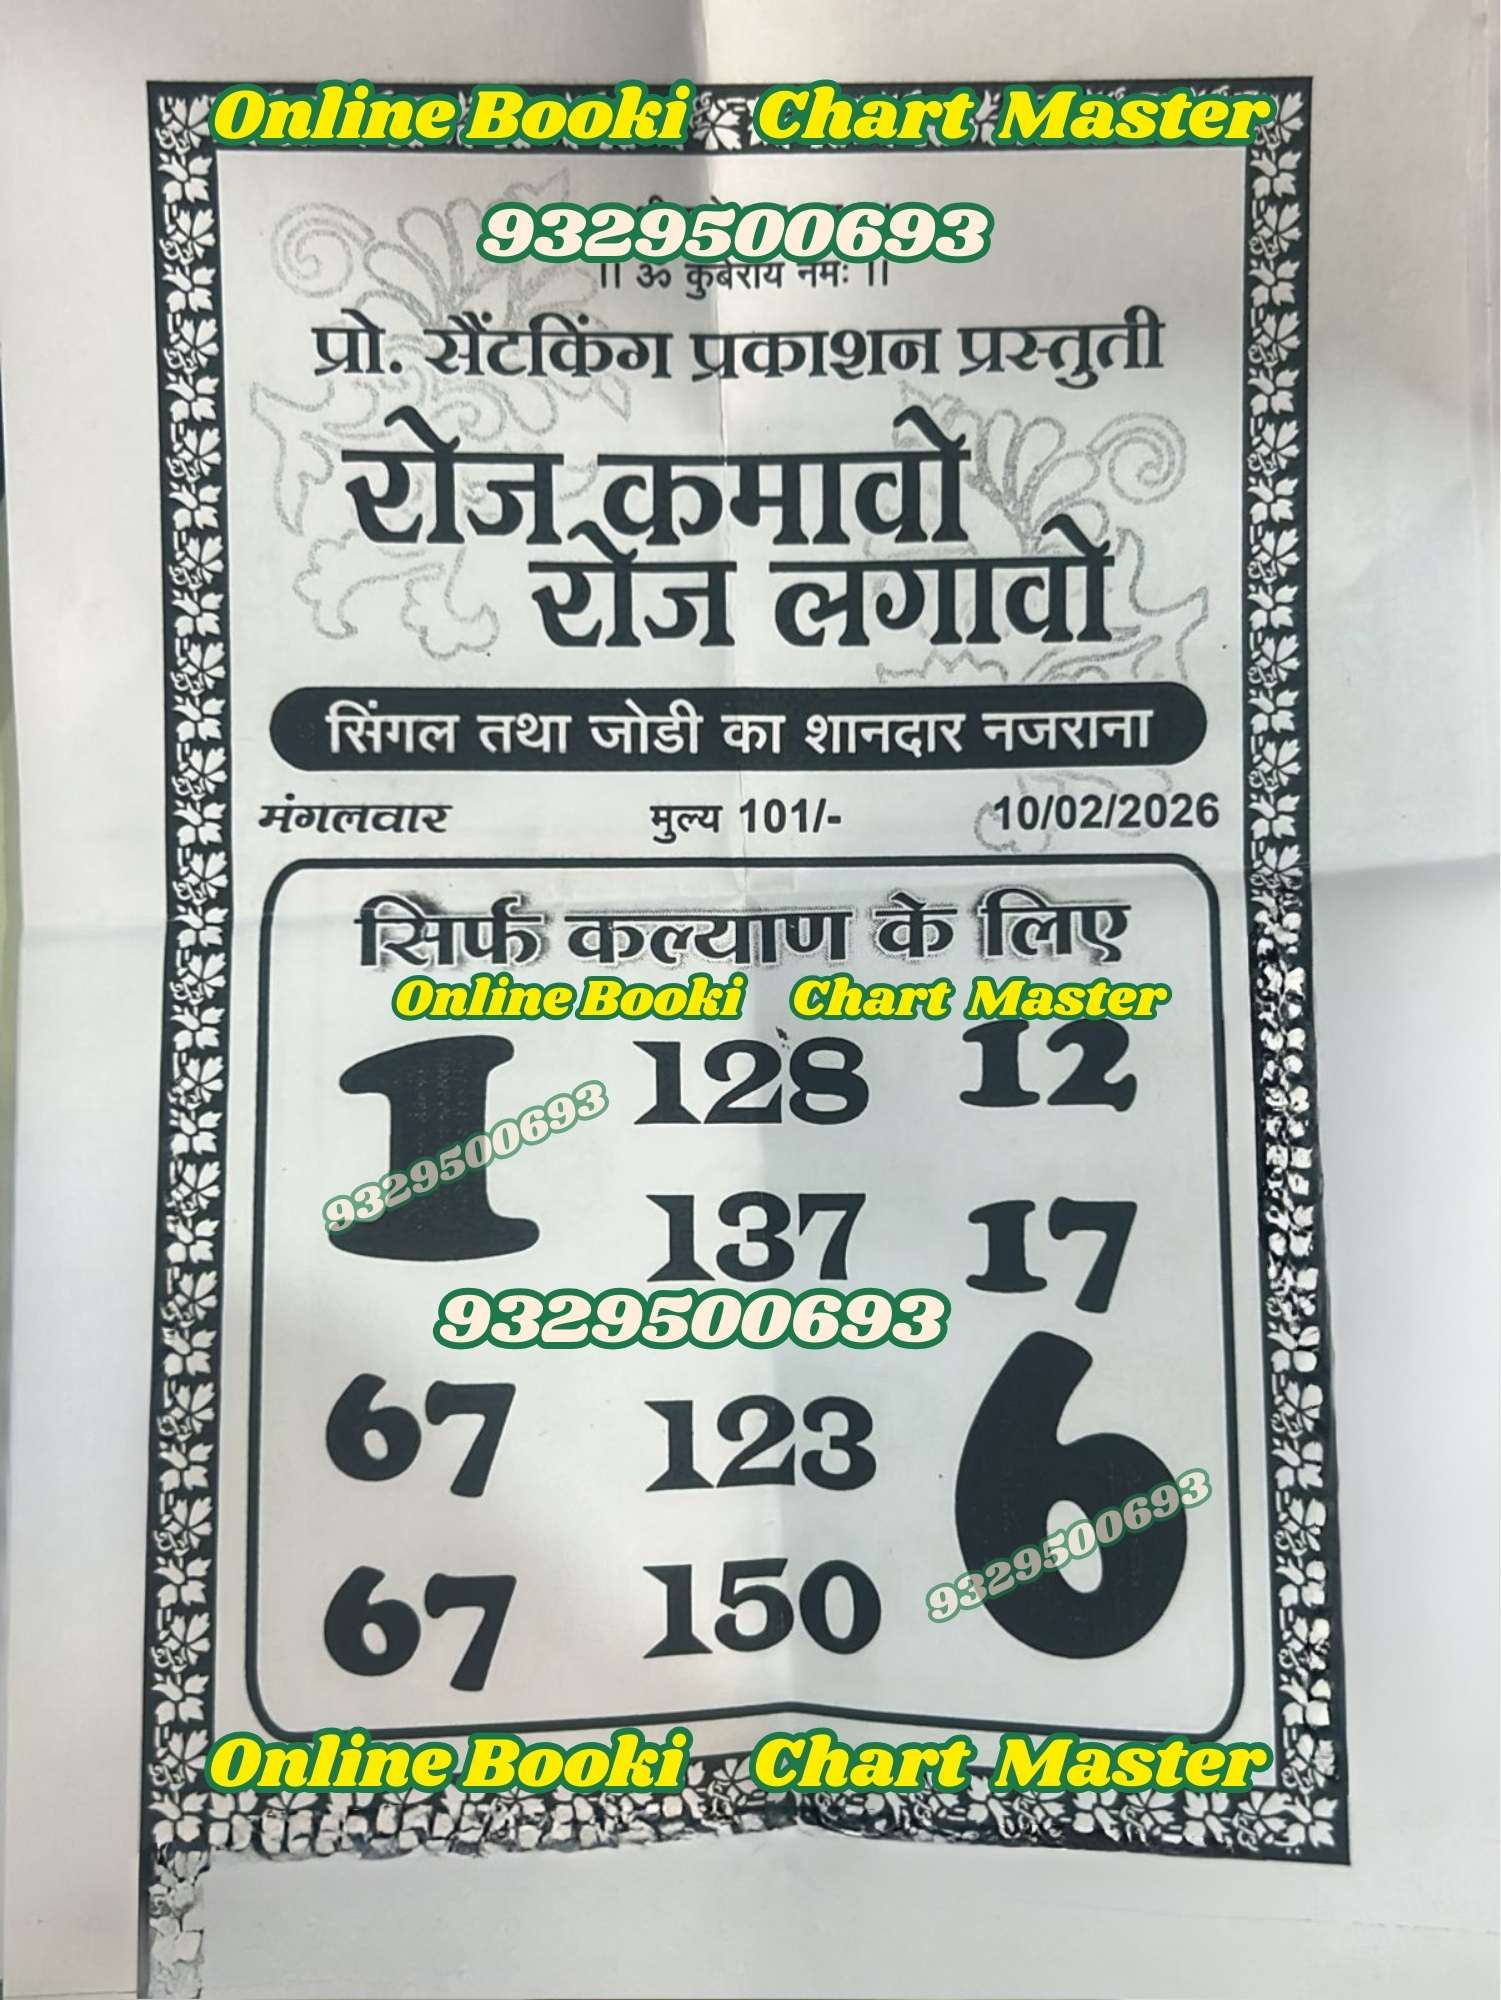 Online Booki Chart Master
9329500693
।। ॐ कुबेराय नमः ।।
प्रो. सैंटकिंग प्रकाशन प्रस्तुती
रोज कमावो
रोज लगावो
सिंगल तथा जोडी का शानदार नजराना
मंगलवार मुल्य 101/- 10/02/2026
सिर्फ कल्याण के लिए
Online Booki Chart Master
1 128 12
9329500693
137 17
9329500693
67 123 6
9329500693
67 150
Online Booki Chart Master